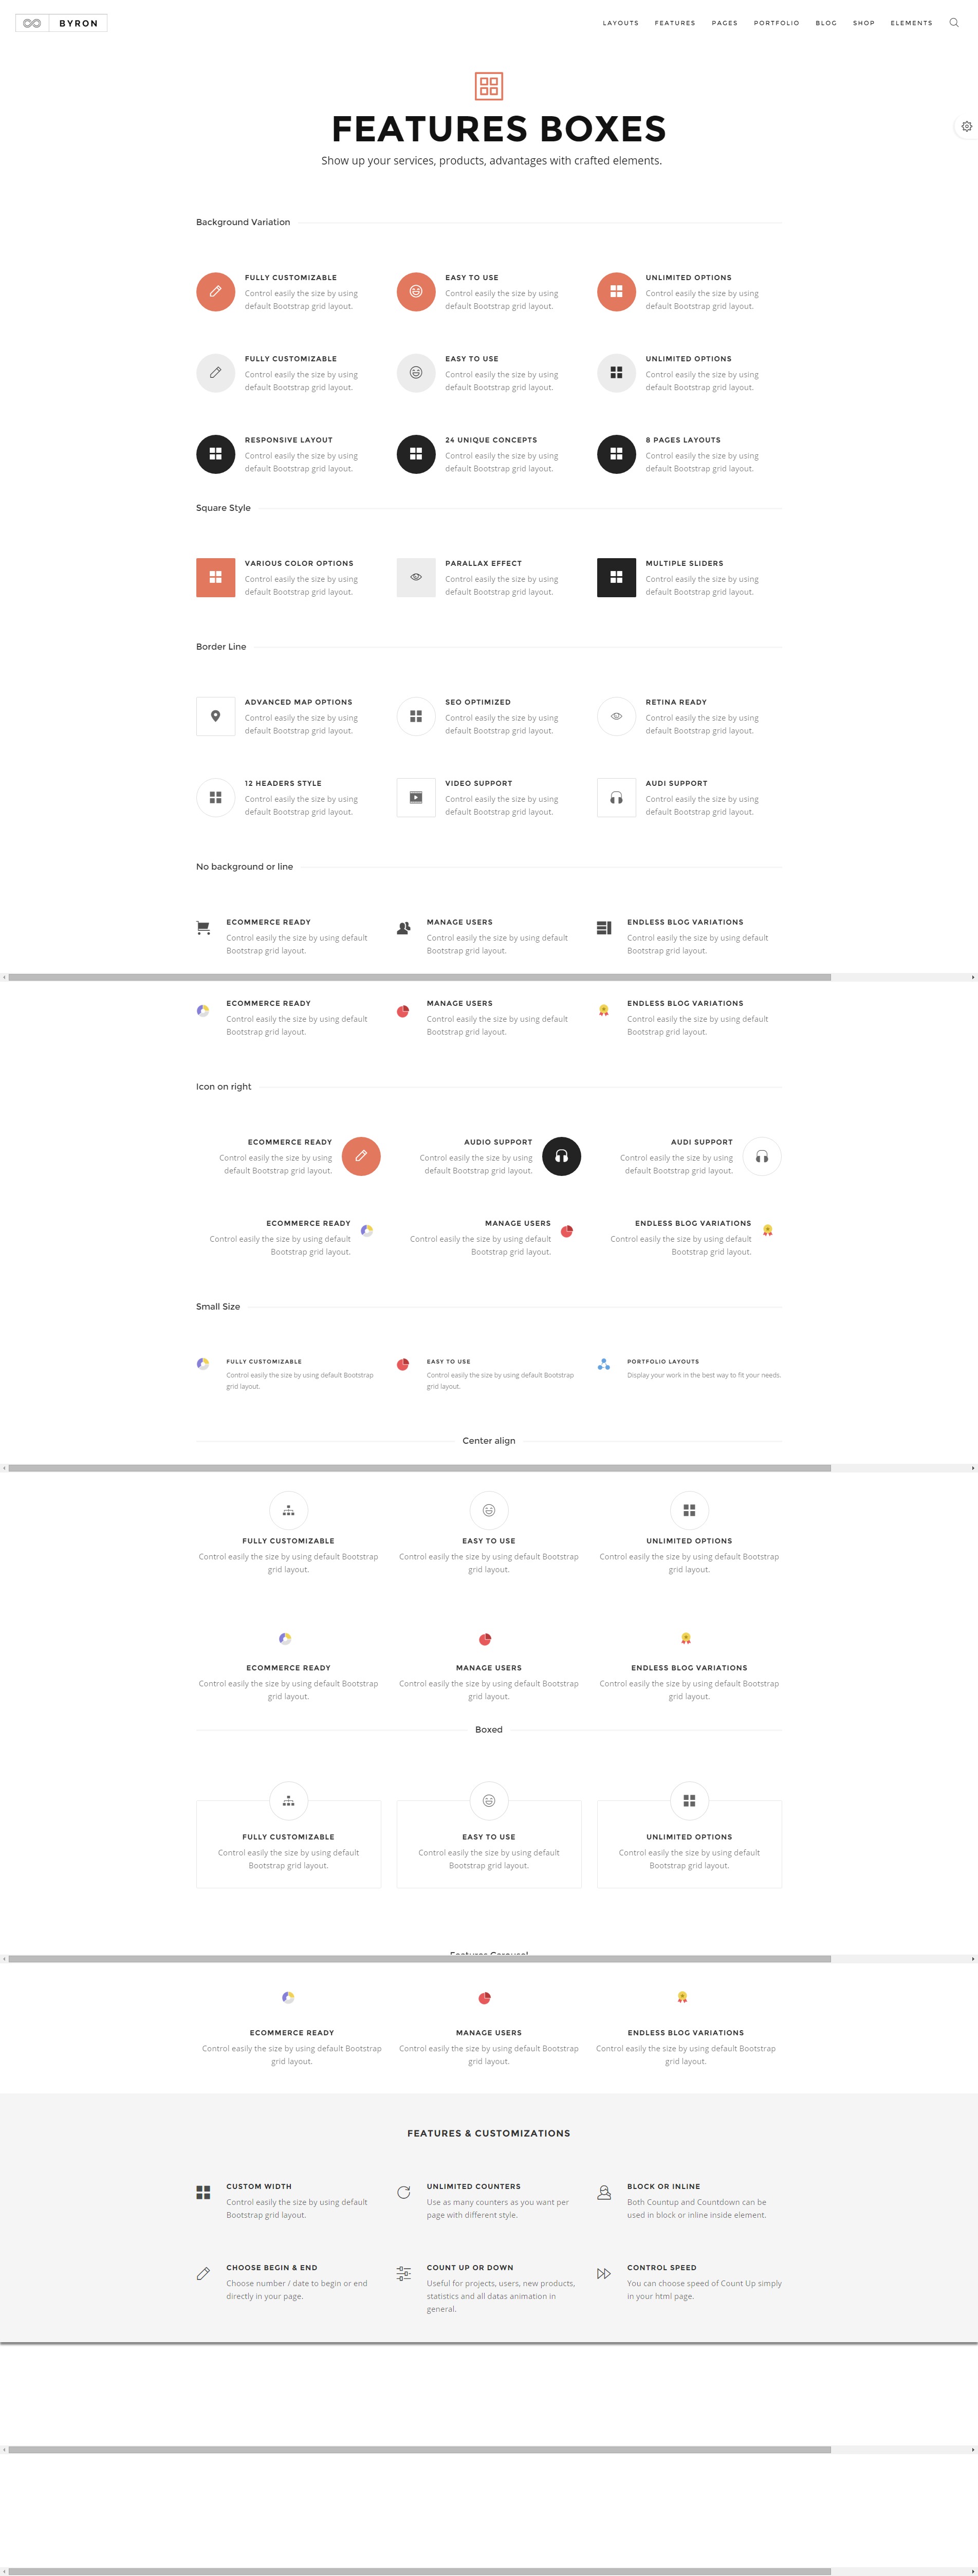 BYRON
LAYOUTS FEATURES PAGES PORTFOLIO BLOG SHOP ELEMENTS
FEATURES BOXES
Show up your services, products, advantages with crafted elements.
Background Variation
FULLY CUSTOMIZABLE
Control easily the size by using
default Bootstrap grid layout.
EASY TO USE
Control easily the size by using
default Bootstrap grid layout.
UNLIMITED OPTIONS
Control easily the size by using
default Bootstrap grid layout.
FULLY CUSTOMIZABLE
Control easily the size by using
default Bootstrap grid layout.
EASY TO USE
Control easily the size by using
default Bootstrap grid layout.
UNLIMITED OPTIONS
Control easily the size by using
default Bootstrap grid layout.
RESPONSIVE LAYOUT
Control easily the size by using
default Bootstrap grid layout.
24 UNIQUE CONCEPTS
Control easily the size by using
default Bootstrap grid layout.
8 PAGES LAYOUTS
Control easily the size by using
default Bootstrap grid layout.
Square Style
VARIOUS COLOR OPTIONS
Control easily the size by using
default Bootstrap grid layout.
PARALLAX EFFECT
Control easily the size by using
default Bootstrap grid layout.
MULTIPLE SLIDERS
Control easily the size by using
default Bootstrap grid layout.
Border Line
ADVANCED MAP OPTIONS
Control easily the size by using
default Bootstrap grid layout.
SEO OPTIMIZED
Control easily the size by using
default Bootstrap grid layout.
RETINA READY
Control easily the size by using
default Bootstrap grid layout.
12 HEADERS STYLE
Control easily the size by using
default Bootstrap grid layout.
VIDEO SUPPORT
Control easily the size by using
default Bootstrap grid layout.
AUDI SUPPORT
Control easily the size by using
default Bootstrap grid layout.
No background or line
ECOMMERCE READY
Control easily the size by using default
Bootstrap grid layout.
MANAGE USERS
Control easily the size by using default
Bootstrap grid layout.
ENDLESS BLOG VARIATIONS
Control easily the size by using default
Bootstrap grid layout.
ECOMMERCE READY
Control easily the size by using default
Bootstrap grid layout.
MANAGE USERS
Control easily the size by using default
Bootstrap grid layout.
ENDLESS BLOG VARIATIONS
Control easily the size by using default
Bootstrap grid layout.
Icon on right
ECOMMERCE READY
Control easily the size by using
default Bootstrap grid layout.
AUDIO SUPPORT
Control easily the size by using
default Bootstrap grid layout.
AUDI SUPPORT
Control easily the size by using
default Bootstrap grid layout.
ECOMMERCE READY
Control easily the size by using default
Bootstrap grid layout.
MANAGE USERS
Control easily the size by using default
Bootstrap grid layout.
ENDLESS BLOG VARIATIONS
Control easily the size by using default
Bootstrap grid layout.
Small Size
FULLY CUSTOMIZABLE
Control easily the size by using default Bootstrap
grid layout.
EASY TO USE
Control easily the size by using default Bootstrap
grid layout.
PORTFOLIO LAYOUTS
Display your work in the best way to fit your needs.
Center align
FULLY CUSTOMIZABLE
Control easily the size by using default Bootstrap
grid layout.
EASY TO USE
Control easily the size by using default Bootstrap
grid layout.
UNLIMITED OPTIONS
Control easily the size by using default Bootstrap
grid layout.
ECOMMERCE READY
Control easily the size by using default Bootstrap
grid layout.
MANAGE USERS
Control easily the size by using default Bootstrap
grid layout.
ENDLESS BLOG VARIATIONS
Control easily the size by using default Bootstrap
grid layout.
Boxed
FULLY CUSTOMIZABLE
Control easily the size by using default
Bootstrap grid layout.
EASY TO USE
Control easily the size by using default
Bootstrap grid layout.
UNLIMITED OPTIONS
Control easily the size by using default
Bootstrap grid layout.
ECOMMERCE READY
Control easily the size by using default Bootstrap
grid layout.
MANAGE USERS
Control easily the size by using default Bootstrap
grid layout.
ENDLESS BLOG VARIATIONS
Control easily the size by using default Bootstrap
grid layout.
FEATURES & CUSTOMIZATIONS
CUSTOM WIDTH
Control easily the size by using default
Bootstrap grid layout.
UNLIMITED COUNTERS
Use as many counters as you want per
page with different style.
BLOCK OR INLINE
Both Countup and Countdown can be
used in block or inline inside element.
CHOOSE BEGIN & END
Choose number / date to begin or end
directly in your page.
COUNT UP OR DOWN
Useful for projects, users, new products,
statistics and all datas animation in
general.
CONTROL SPEED
You can choose speed of Count Up simply
in your html page.